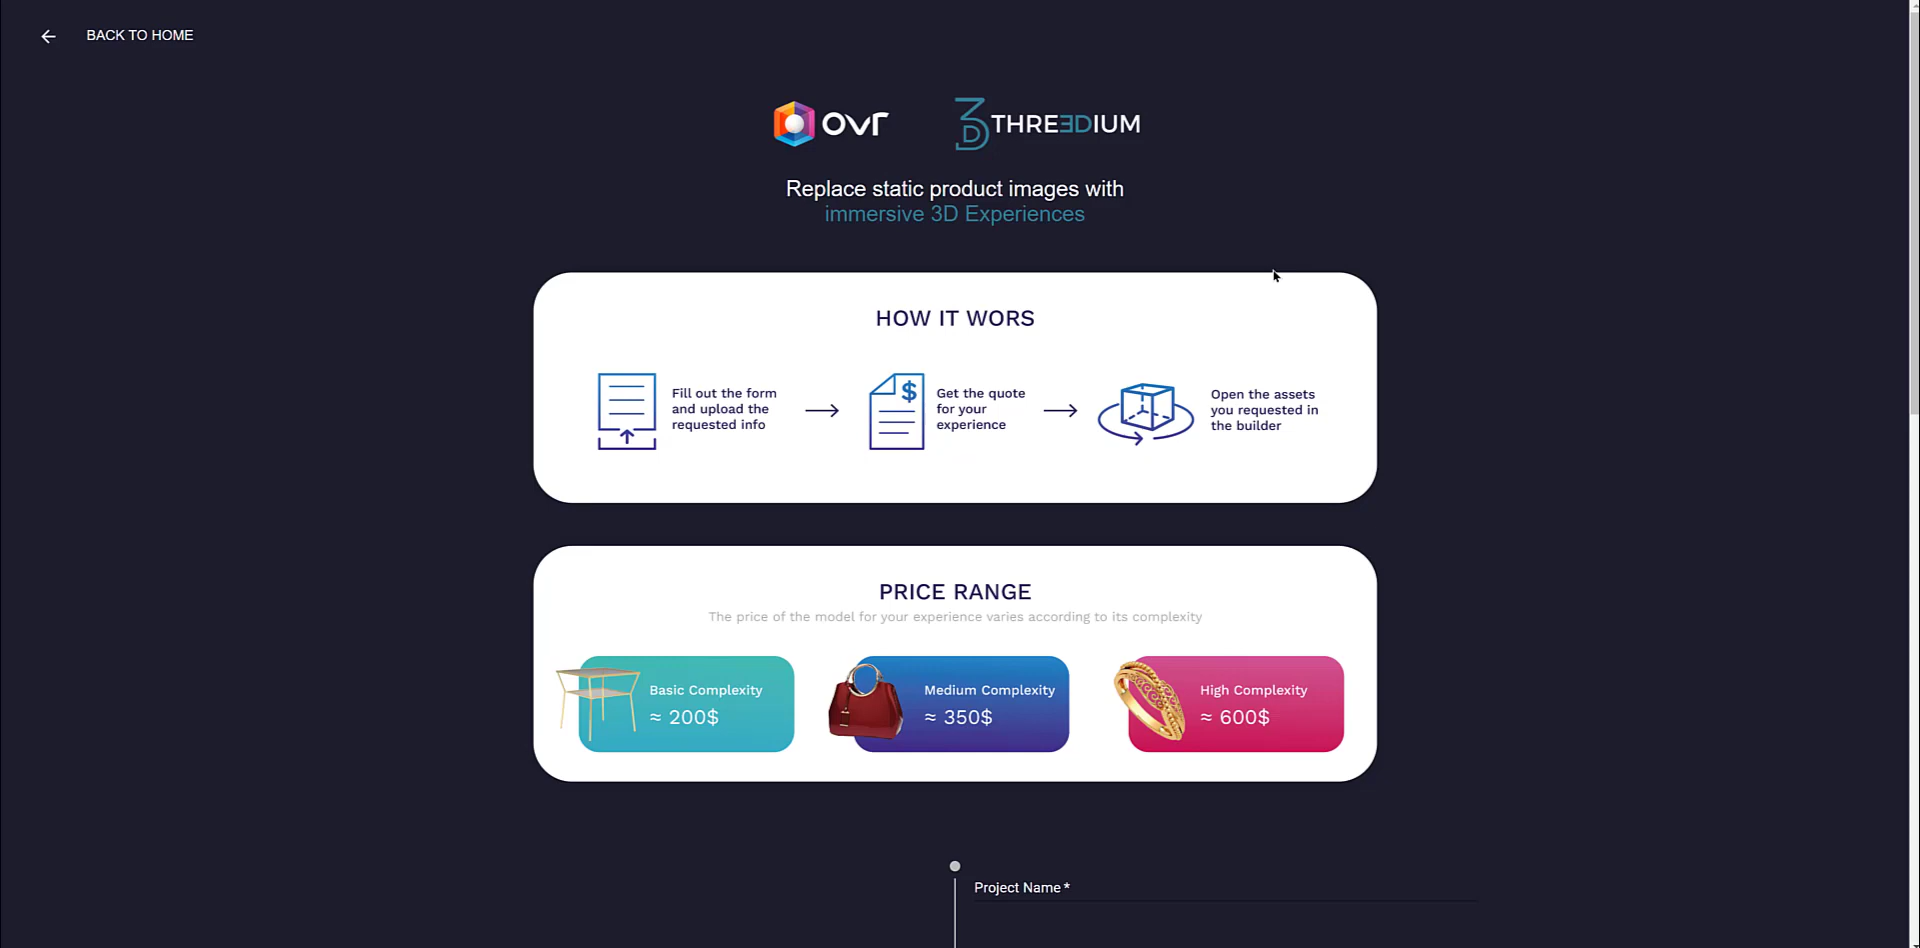 BACK TO HOME
ovr
3D THREEDIUM
Replace static product images with
immersive 3D Experiences
HOW IT WORS
Fill out the form
and upload the
requested info
$
Get the quote
for your
experience
Open the assets
you requested in
the builder
PRICE RANGE
The price of the model for your experience varies according to its complexity
Basic Complexity
≈ 200$
Medium Complexity
≈ 350$
High Complexity
≈ 600$
Project Name *